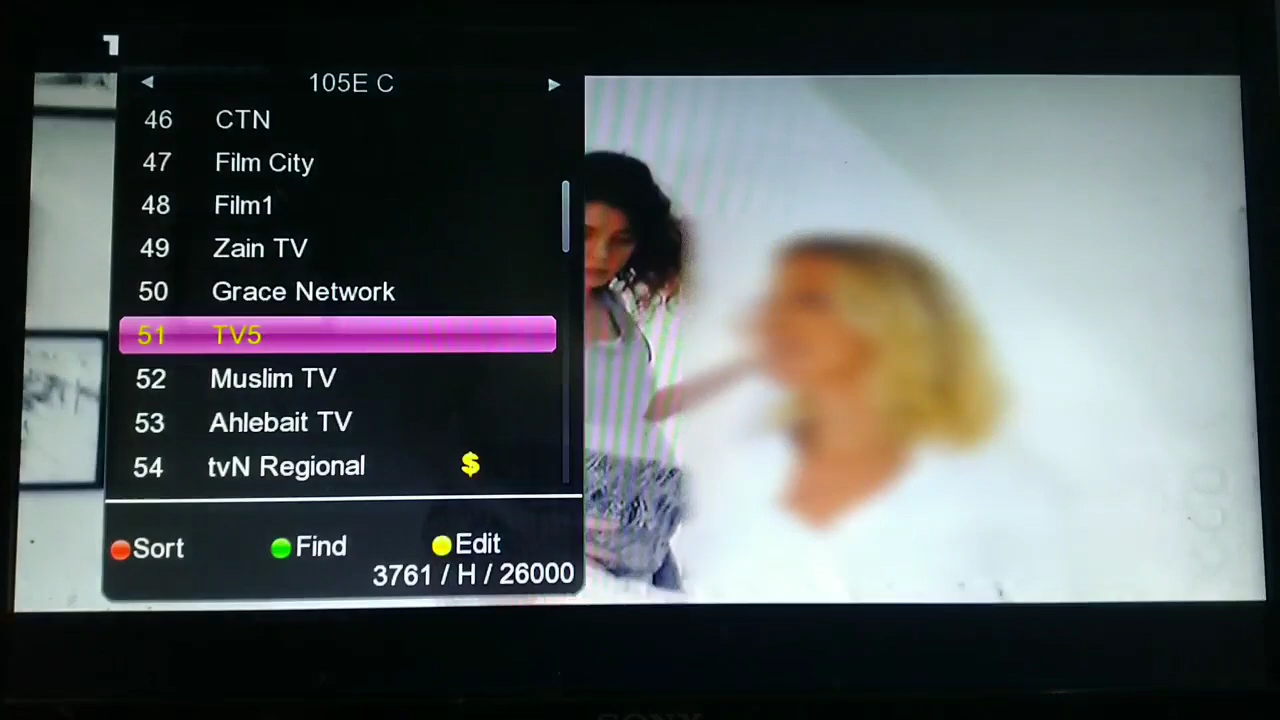 105E C
46 CTN
47 Film City
48 Film1
49 Zain TV
50 Grace Network
51 TV5
52 Muslim TV
53 Ahlebait TV
54 tvN Regional $
Sort Find Edit
3761 / H / 26000
SONY